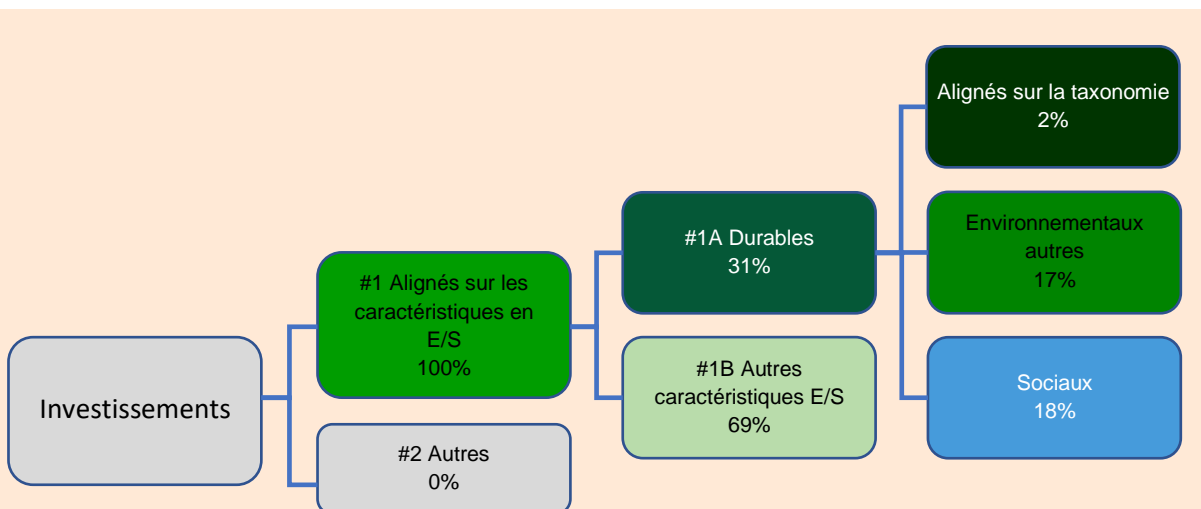 Investissements
#1 Alignés sur les
caractéristiques en
E/S
100%
#2 Autres
0%
#1A Durables
31%
#1B Autres
caractéristiques E/S
69%
Alignés sur la taxonomie
2%
Environnementaux
autres
17%
Sociaux
18%